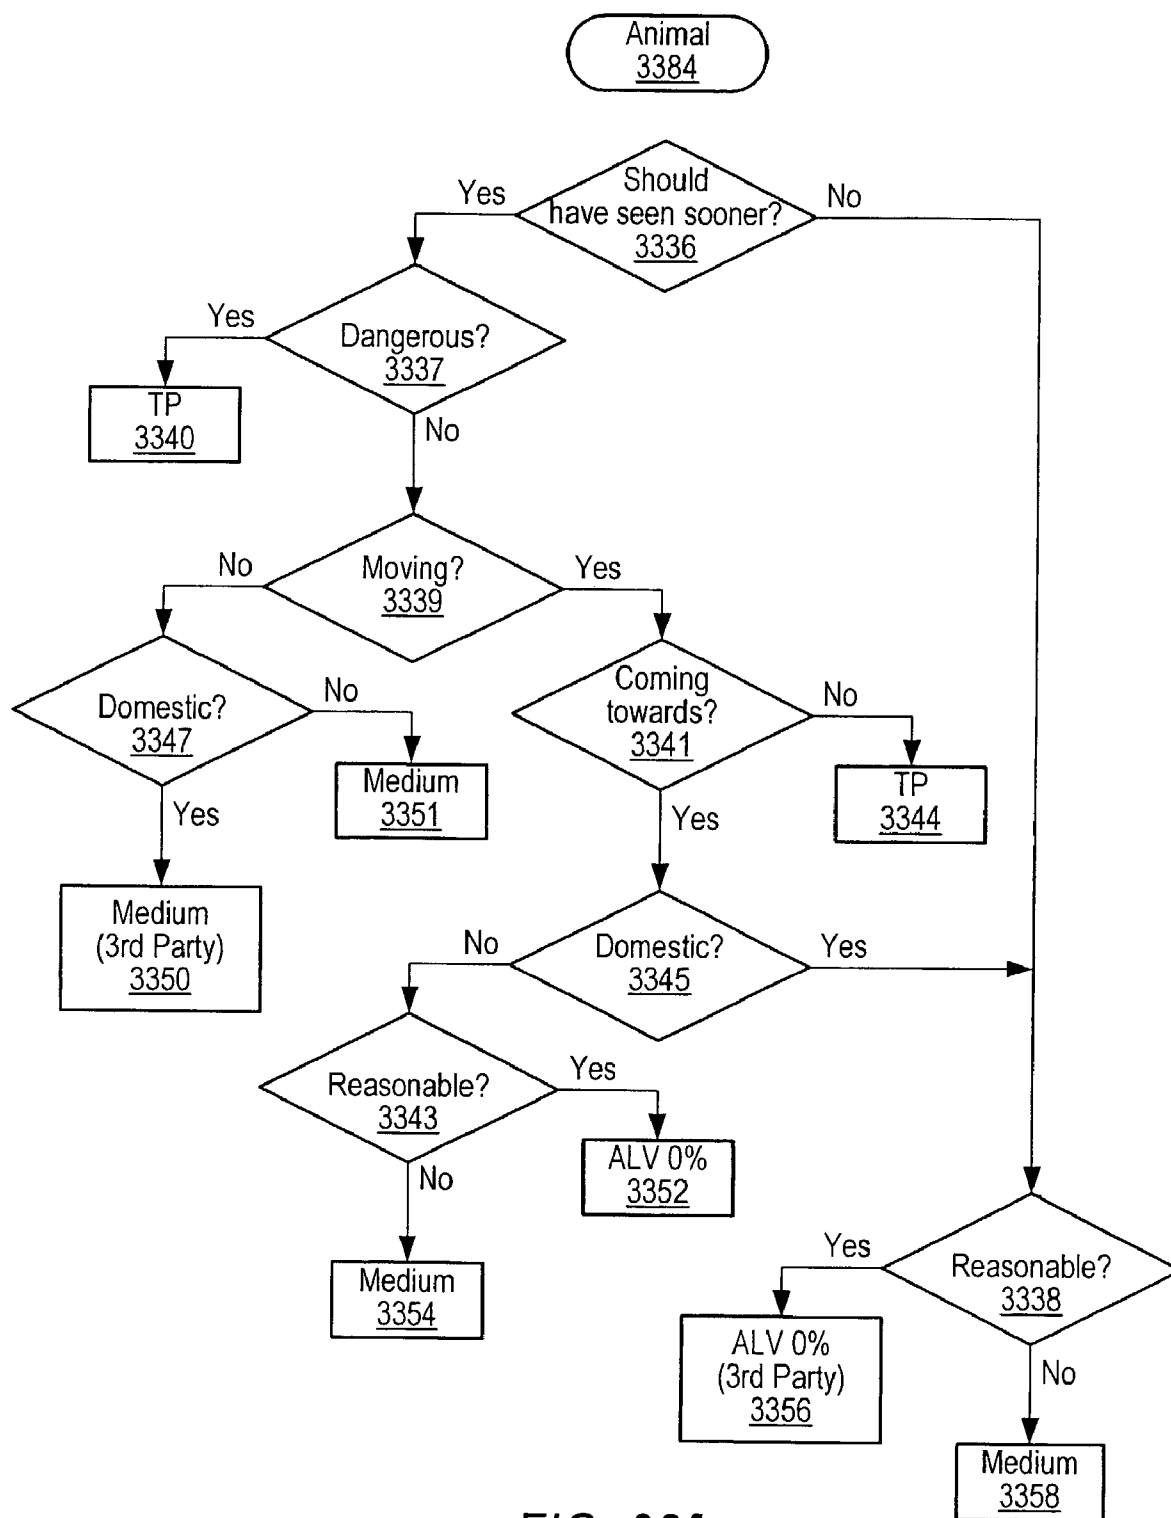 Animal
3384
Should
have seen sooner?
3336
Yes
No
Dangerous?
3337
Yes
No
TP
3340
Moving?
3339
No
Yes
Domestic?
3347
No
Yes
Coming
towards?
3341
No
Yes
Medium
3351
TP
3344
Medium
(3rd Party)
3350
Domestic?
3345
No
Yes
Reasonable?
3343
Yes
No
ALV 0%
3352
Medium
3354
Reasonable?
3338
Yes
No
ALV 0%
(3rd Party)
3356
Medium
3358